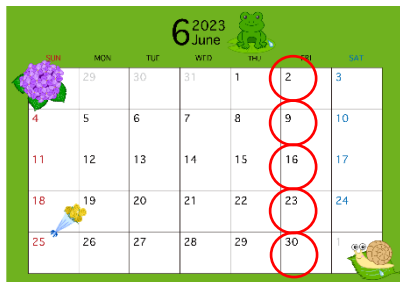 6 2023
June
SUN MON TUE WED THU FRI SAT
29 30 31 1 2 3
4 5 6 7 8 9 10
11 12 13 14 15 16 17
18 19 20 21 22 23 24
25 26 27 28 29 30 1